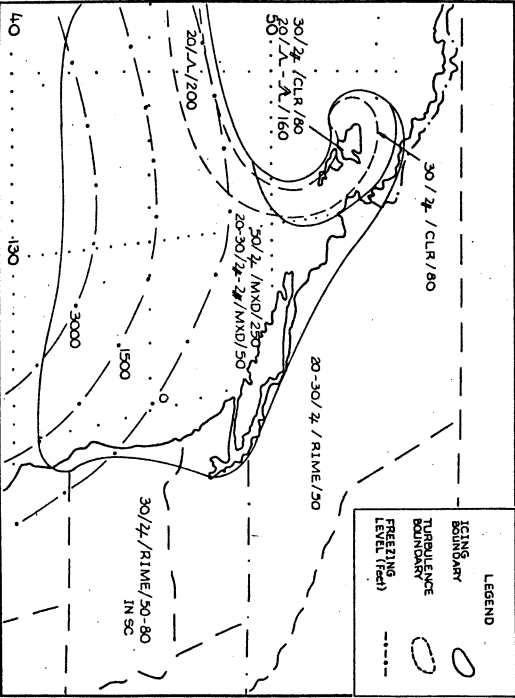 LEGEND
ICING
BOUNDARY
TURBULENCE
BOUNDARY
FREEZING
LEVEL (Feet)
30/ /CLR/80
20/ - /160
50
20/ /200
30/ /CLR/80
50/ /MXD/250
20-30/ - /MXD/50
20-30/ /RIME/50
30/ /RIME/50-80
IN SC
3000
1500
0
40
130